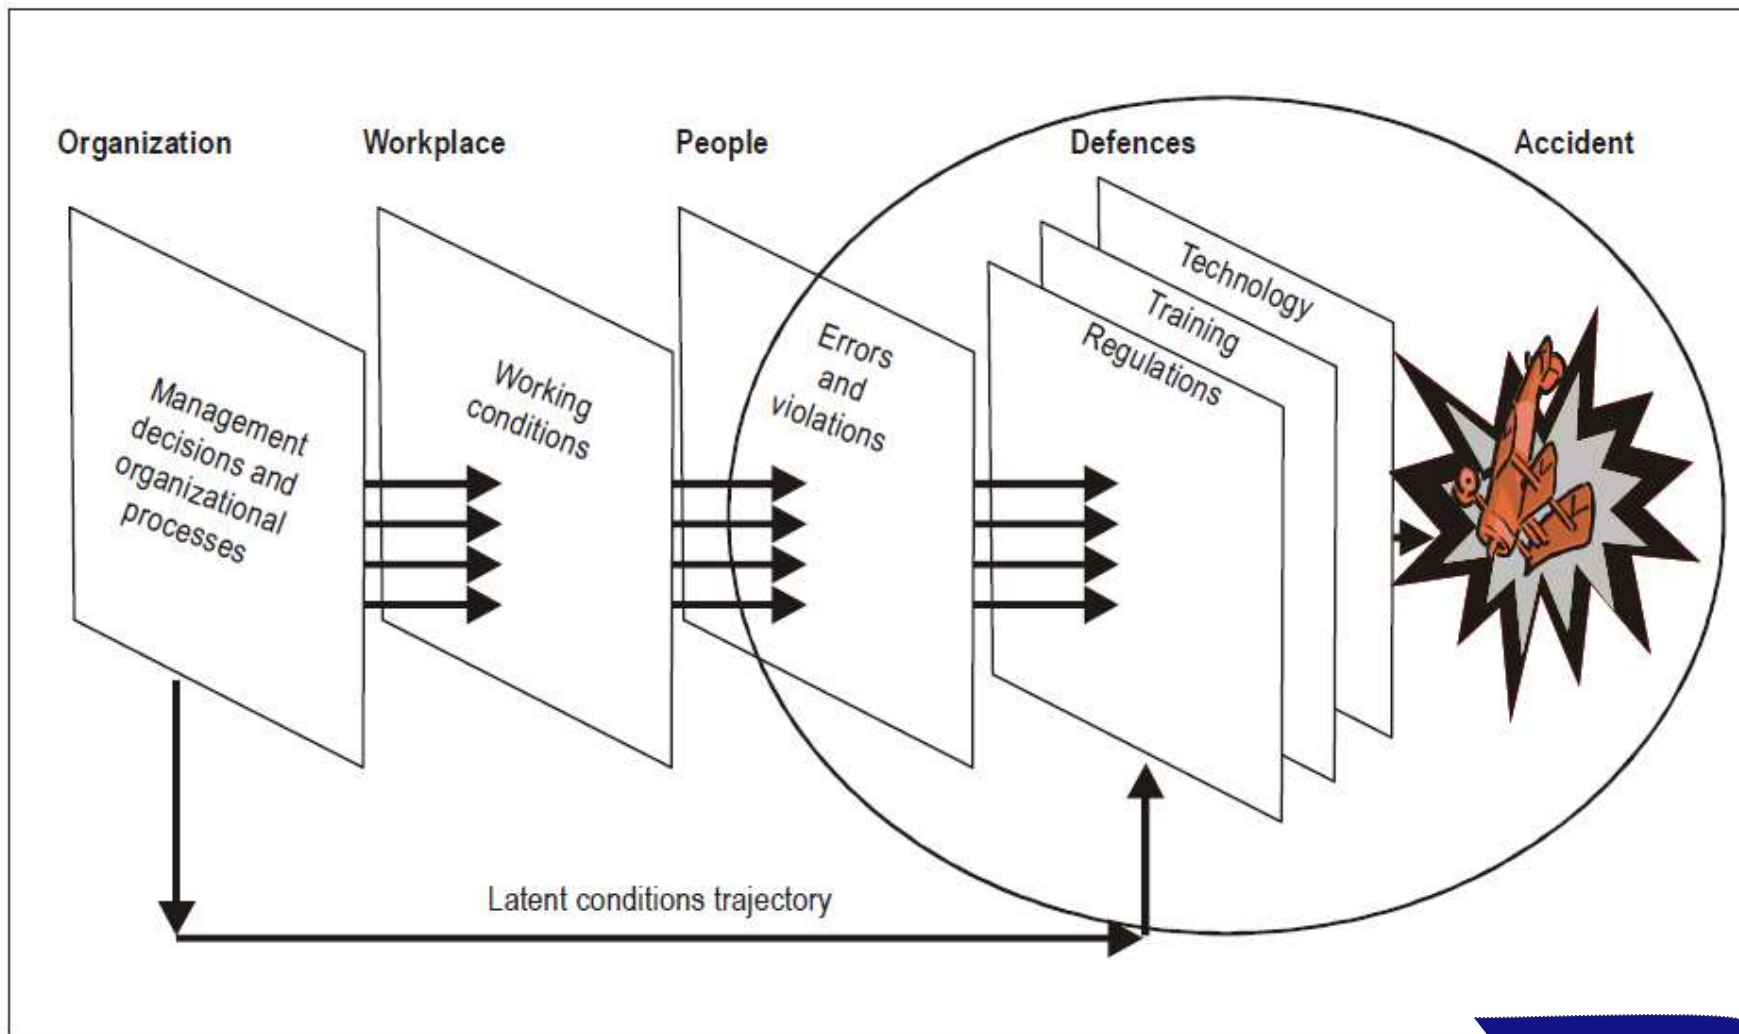 Organization
Workplace
People
Defences
Accident
Management
decisions and
organizational
processes
Working
conditions
Errors
and
violations
Technology
Training
Regulations
Latent conditions trajectory